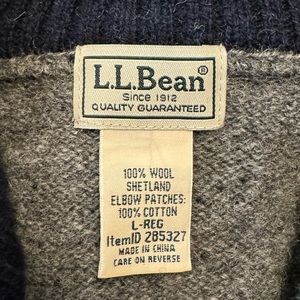 L.L.Bean®
Since 1912
QUALITY GUARANTEED
100% WOOL
SHETLAND
ELBOW PATCHES:
100% COTTON
L-REG
ItemID 285327
MADE IN CHINA
CARE ON REVERSE